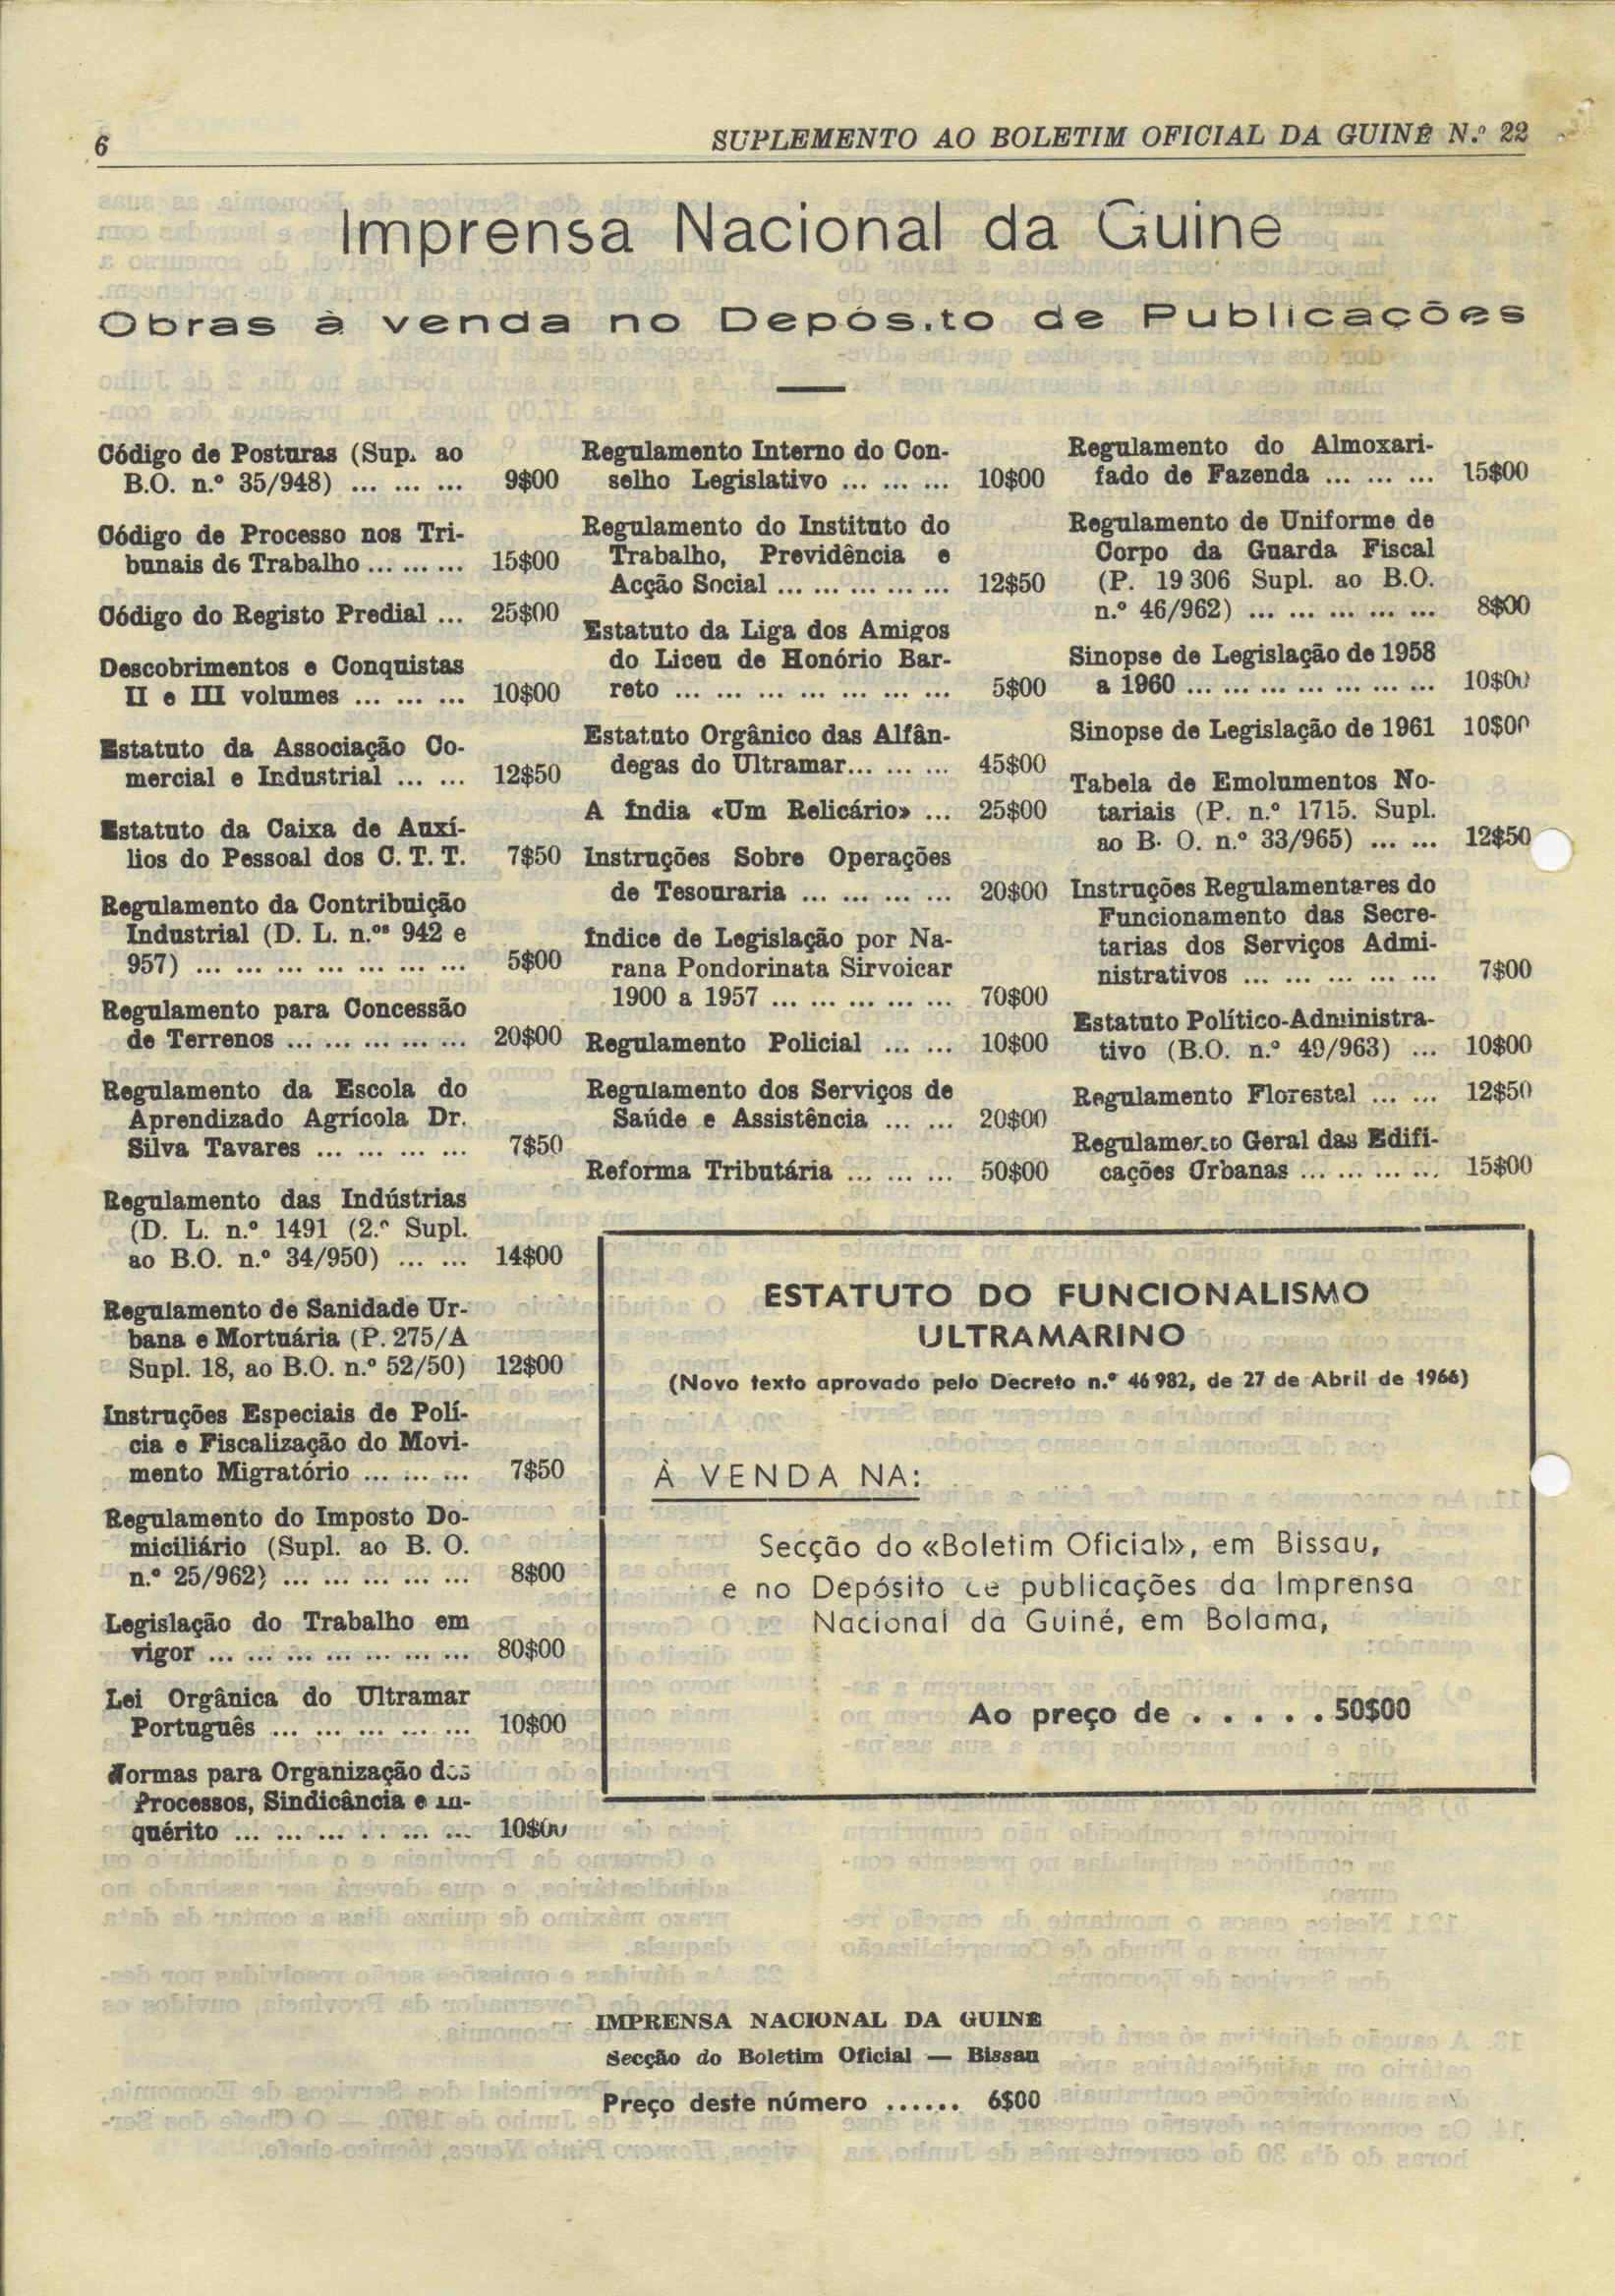 6
SUPLEMENTO AO BOLETIM OFICIAL DA GUINÉ N.º 22
Imprensa Nacional da Guine
Obras à venda no Depós.to de Publicações
Código de Posturas (Sup. ao
B.O. n.º 35/948) ... ... ... 9$00
Código de Processo nos Tri-
bunais de Trabalho ... ... ... 15$00
Código do Registo Predial ... 25$00
Descobrimentos e Conquistas
II e III volumes ... ... ... 10$00
Estatuto da Associação Co-
mercial e Industrial ... ... 12$50
Estatuto da Caixa de Auxí-
lios do Pessoal dos C. T. T. 7$50
Regulamento da Contribuição
Industrial (D. L. n.ºs 942 e
957) ... ... ... ... ... ... ... 5$00
Regulamento para Concessão
de Terrenos ... ... ... ... ... 20$00
Regulamento da Escola do
Aprendizado Agrícola Dr.
Silva Tavares ... ... ... ... 7$50
Regulamento das Indústrias
(D. L. n.º 1491 (2.º Supl.
ao B.O. n.º 34/950) ... ... 14$00
Regulamento de Sanidade Ur-
bana e Mortuária (P. 275/A
Supl. 18, ao B.O. n.º 52/50) 12$00
Instruções Especiais de Polí-
cia e Fiscalização do Movi-
mento Migratório ... ... ... 7$50
Regulamento do Imposto Do-
miciliário (Supl. ao B. O.
n.º 25/962) ... ... ... ... ... 8$00
Legislação do Trabalho em
vigor ... ... ... ... ... ... ... 80$00
Lei Orgânica do Ultramar
Português ... ... ... ... ... 10$00
Normas para Organização dos
Processos, Sindicância e In-
quérito ... ... ... . . ... ... 10$00
Regulamento Interno do Con-
selho Legislativo ... ... ... 10$00
Regulamento do Instituto do
Trabalho, Previdência e
Acção Social ... ... ... ... ... 12$50
Estatuto da Liga dos Amigos
do Liceu de Honório Bar-
reto ... ... ... ... ... ... ... 5$00
Estatuto Orgânico das Alfân-
degas do Ultramar... ... ... 45$00
A Índia «Um Relicário» ... 25$00
Instruções Sobre Operações
de Tesouraria ... ... ... ... 20$00
Índice de Legislação por Na-
rana Pondorinata Sirvoicar
1900 a 1957 ... ... ... ... ... 70$00
Regulamento Policial ... ... 10$00
Regulamento dos Serviços de
Saúde e Assistência ... ... 20$00
Reforma Tributária ... ... ... 50$00
Regulamento do Almoxari-
fado de Fazenda ... ... ... 15$00
Regulamento de Uniforme de
Corpo da Guarda Fiscal
(P. 19 306 Supl. ao B.O.
n.º 46/962) ... ... ... ... ... 8$00
Sinopse de Legislação de 1958
a 1960 ... ... ... ... ... ... ... 10$00
Sinopse de Legislação de 1961 10$00
Tabela de Emolumentos No-
tariais (P. n.º 1715. Supl.
ao B. O. n.º 33/965) ... ... 12$50
Instruções Regulamentares do
Funcionamento das Secre-
tarias dos Serviços Admi-
nistrativos ... ... ... ... ... 7$00
Estatuto Político-Administra-
tivo (B.O. n.º 49/963) ... 10$00
Regulamento Florestal ... ... 12$50
Regulamento Geral das Edifi-
cações Urbanas ... ... ... ... 15$00
ESTATUTO DO FUNCIONALISMO
ULTRAMARINO
(Novo texto aprovado pelo Decreto n.º 46 982, de 27 de Abril de 1966)
À VENDA NA:
Secção do «Boletim Oficial», em Bissau,
e no Depósito de publicações da Imprensa
Nacional da Guiné, em Bolama,
Ao preço de . . . . . 50$00
IMPRENSA NACIONAL DA GUINÉ
Secção do Boletim Oficial — Bissau
Preço deste número ...... 6$00